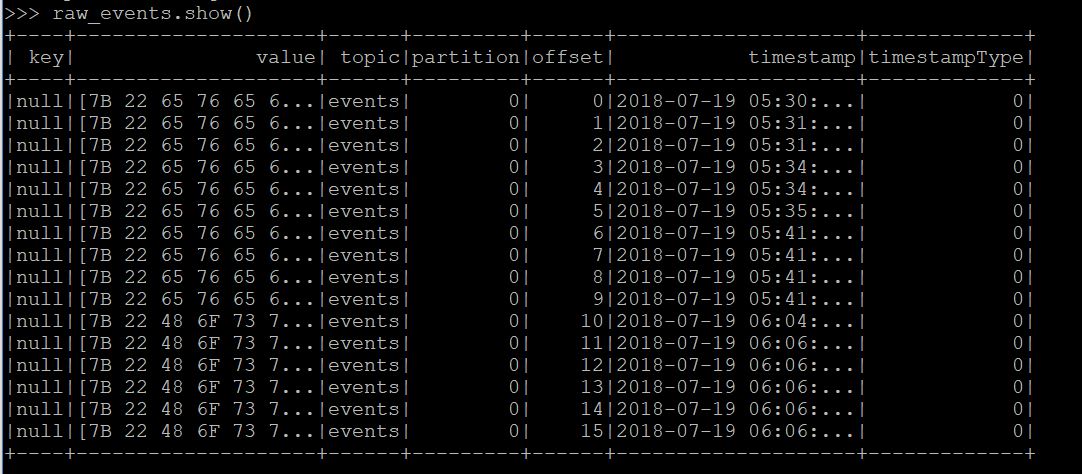 >>> raw_events.show()
+----+--------------------+------+---------+------+--------------------+-------------+
| key|               value| topic|partition|offset|           timestamp|timestampType|
+----+--------------------+------+---------+------+--------------------+-------------+
|null|[7B 22 65 76 65 6...|events|        0|     0|2018-07-19 05:30:...|            0|
|null|[7B 22 65 76 65 6...|events|        0|     1|2018-07-19 05:31:...|            0|
|null|[7B 22 65 76 65 6...|events|        0|     2|2018-07-19 05:31:...|            0|
|null|[7B 22 65 76 65 6...|events|        0|     3|2018-07-19 05:34:...|            0|
|null|[7B 22 65 76 65 6...|events|        0|     4|2018-07-19 05:34:...|            0|
|null|[7B 22 65 76 65 6...|events|        0|     5|2018-07-19 05:35:...|            0|
|null|[7B 22 65 76 65 6...|events|        0|     6|2018-07-19 05:41:...|            0|
|null|[7B 22 65 76 65 6...|events|        0|     7|2018-07-19 05:41:...|            0|
|null|[7B 22 65 76 65 6...|events|        0|     8|2018-07-19 05:41:...|            0|
|null|[7B 22 65 76 65 6...|events|        0|     9|2018-07-19 05:41:...|            0|
|null|[7B 22 48 6F 73 7...|events|        0|    10|2018-07-19 06:04:...|            0|
|null|[7B 22 48 6F 73 7...|events|        0|    11|2018-07-19 06:06:...|            0|
|null|[7B 22 48 6F 73 7...|events|        0|    12|2018-07-19 06:06:...|            0|
|null|[7B 22 48 6F 73 7...|events|        0|    13|2018-07-19 06:06:...|            0|
|null|[7B 22 48 6F 73 7...|events|        0|    14|2018-07-19 06:06:...|            0|
|null|[7B 22 48 6F 73 7...|events|        0|    15|2018-07-19 06:06:...|            0|
+----+--------------------+------+---------+------+--------------------+-------------+